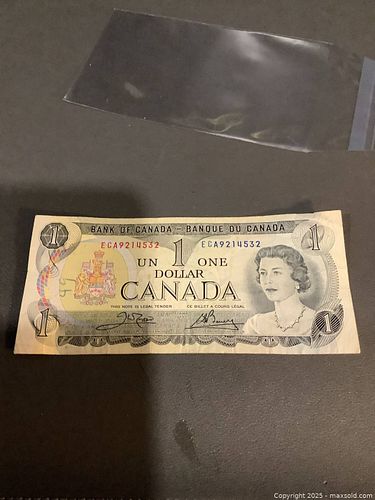 BANK OF CANADA - BANQUE DU CANADA
1 1
ECA9214532 ECA9214532
UN 1 ONE
DOLLAR
CANADA
THIS NOTE IS LEGAL TENDER CE BILLET A COURS LÉGAL
1 1
Copyright © 2025 - maxsold.com